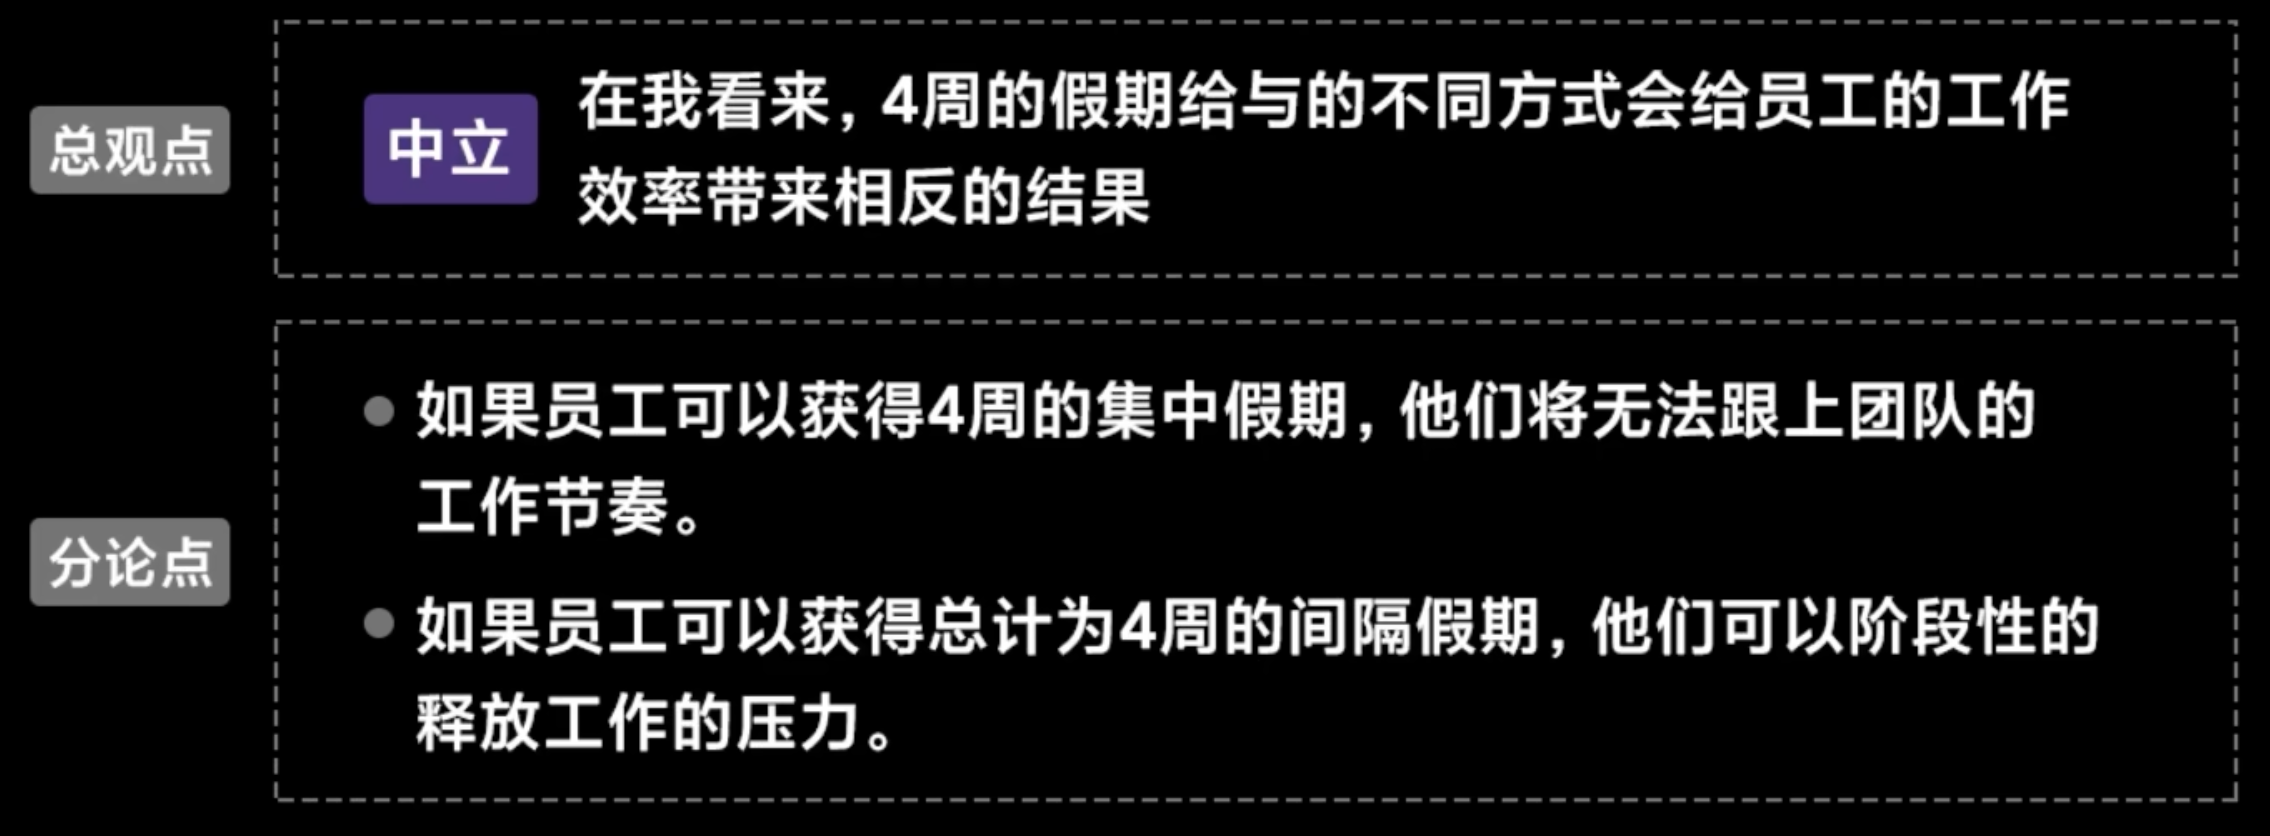 总观点
中立
在我看来，4周的假期给与的不同方式会给员工的工作
效率带来相反的结果
分论点
如果员工可以获得4周的集中假期，他们将无法跟上团队的
工作节奏。
如果员工可以获得总计为4周的间隔假期，他们可以阶段性的
释放工作的压力。